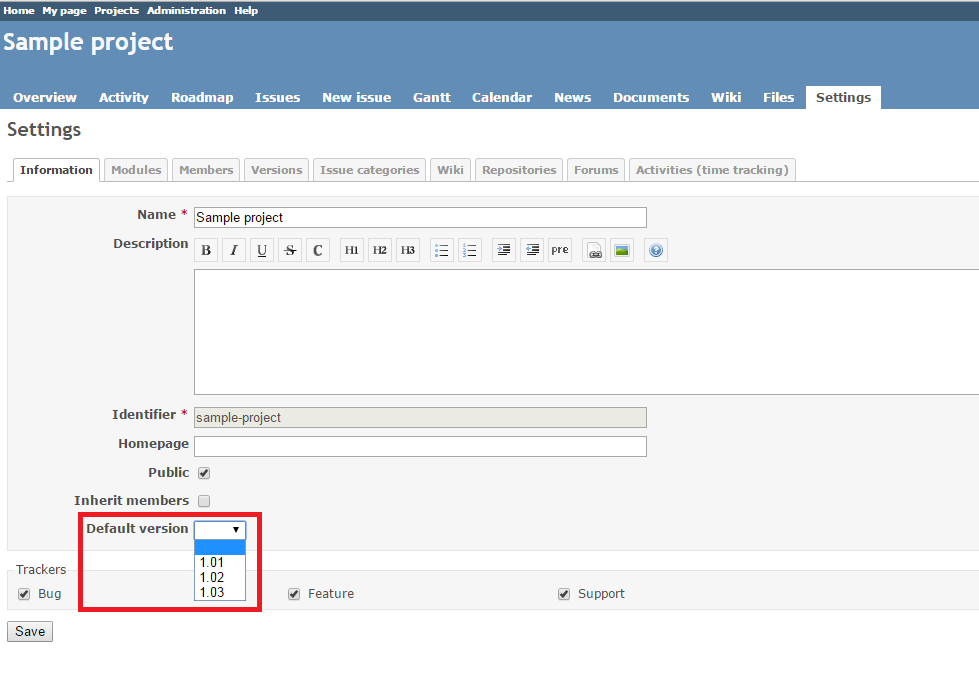 Home My page Projects Administration Help
Sample project
Overview Activity Roadmap Issues New issue Gantt Calendar News Documents Wiki Files Settings
Settings
Information Modules Members Versions Issue categories Wiki Repositories Forums Activities (time tracking)
Name * Sample project
Description B I U S C H1 H2 H3 pre
Identifier * sample-project
Homepage
Public
Inherit members
Default version
1.01
1.02
1.03
Trackers
Bug Feature Support
Save